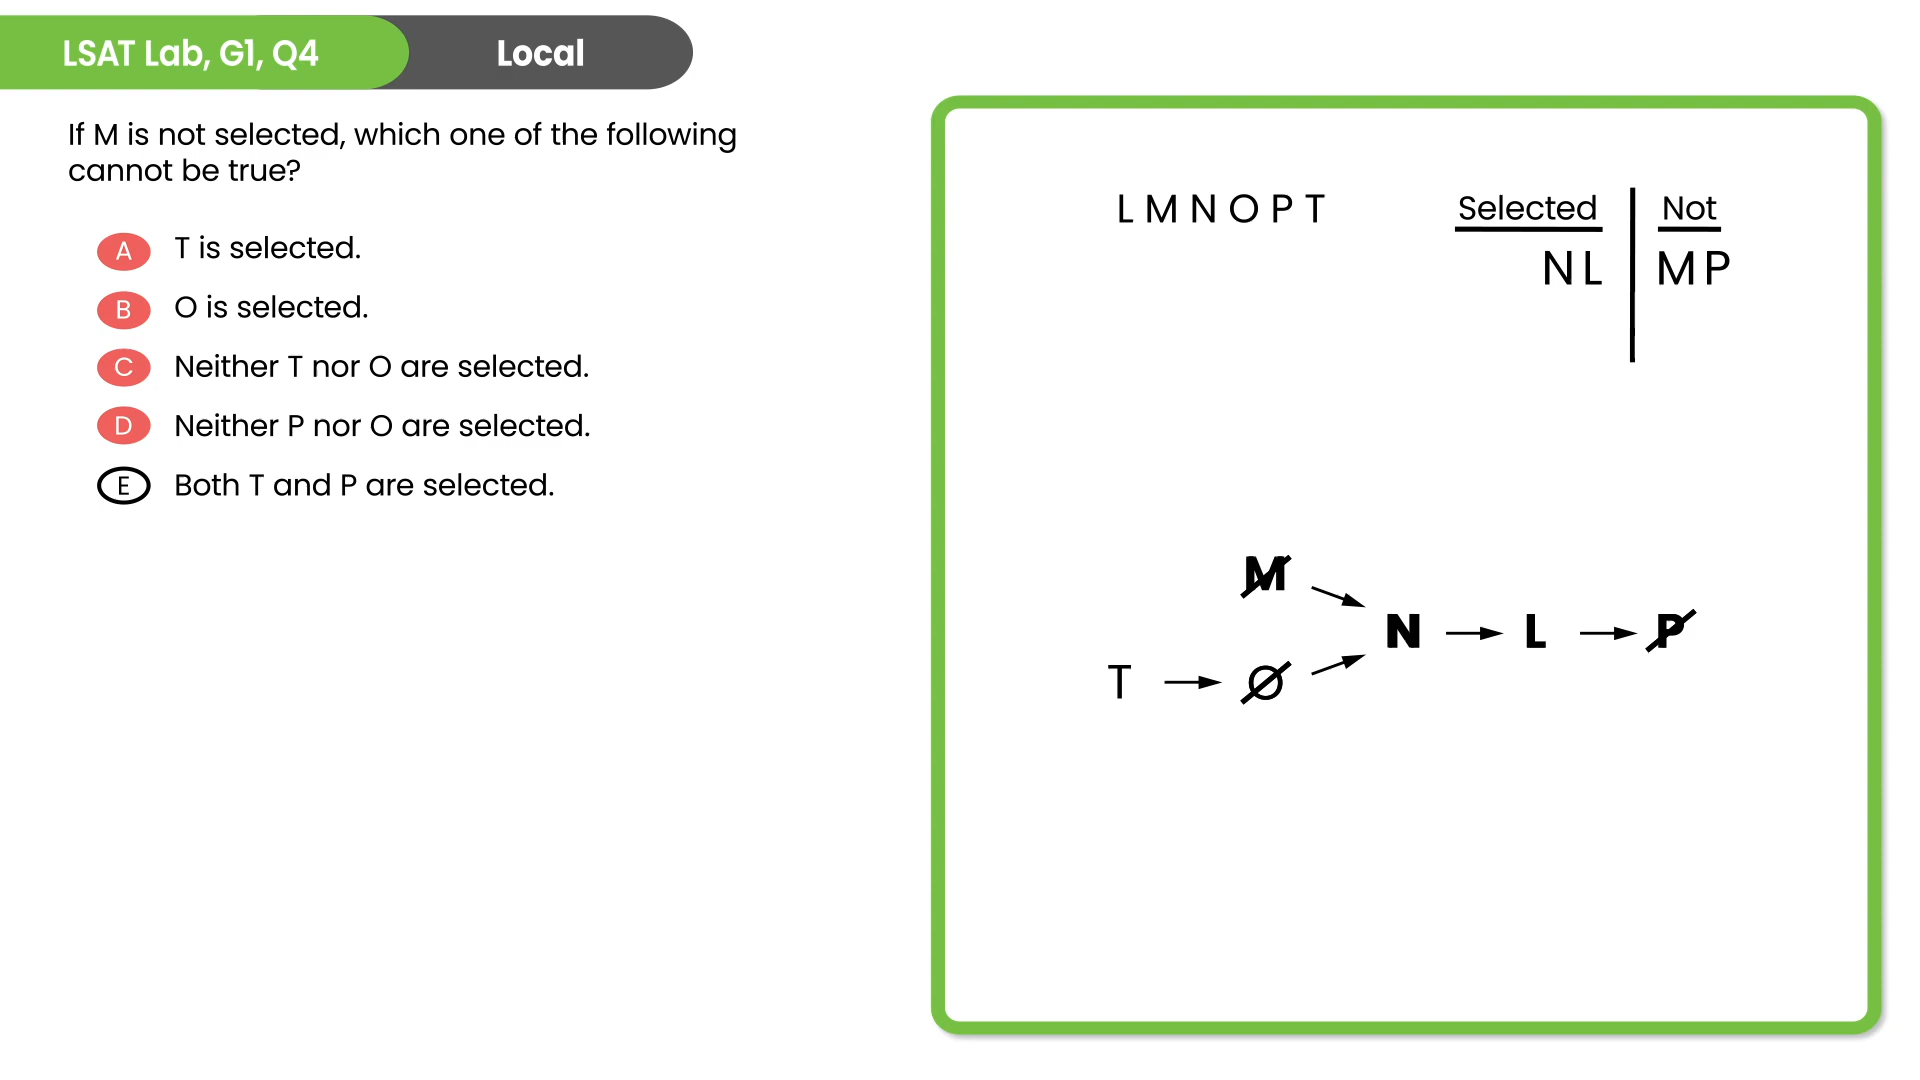 LSAT Lab, G1, Q4 Local
If M is not selected, which one of the following
cannot be true?
A T is selected.
B O is selected.
C Neither T nor O are selected.
D Neither P nor O are selected.
E Both T and P are selected.
L M N O P T
Selected Not
N L M P
M
N L P
T O